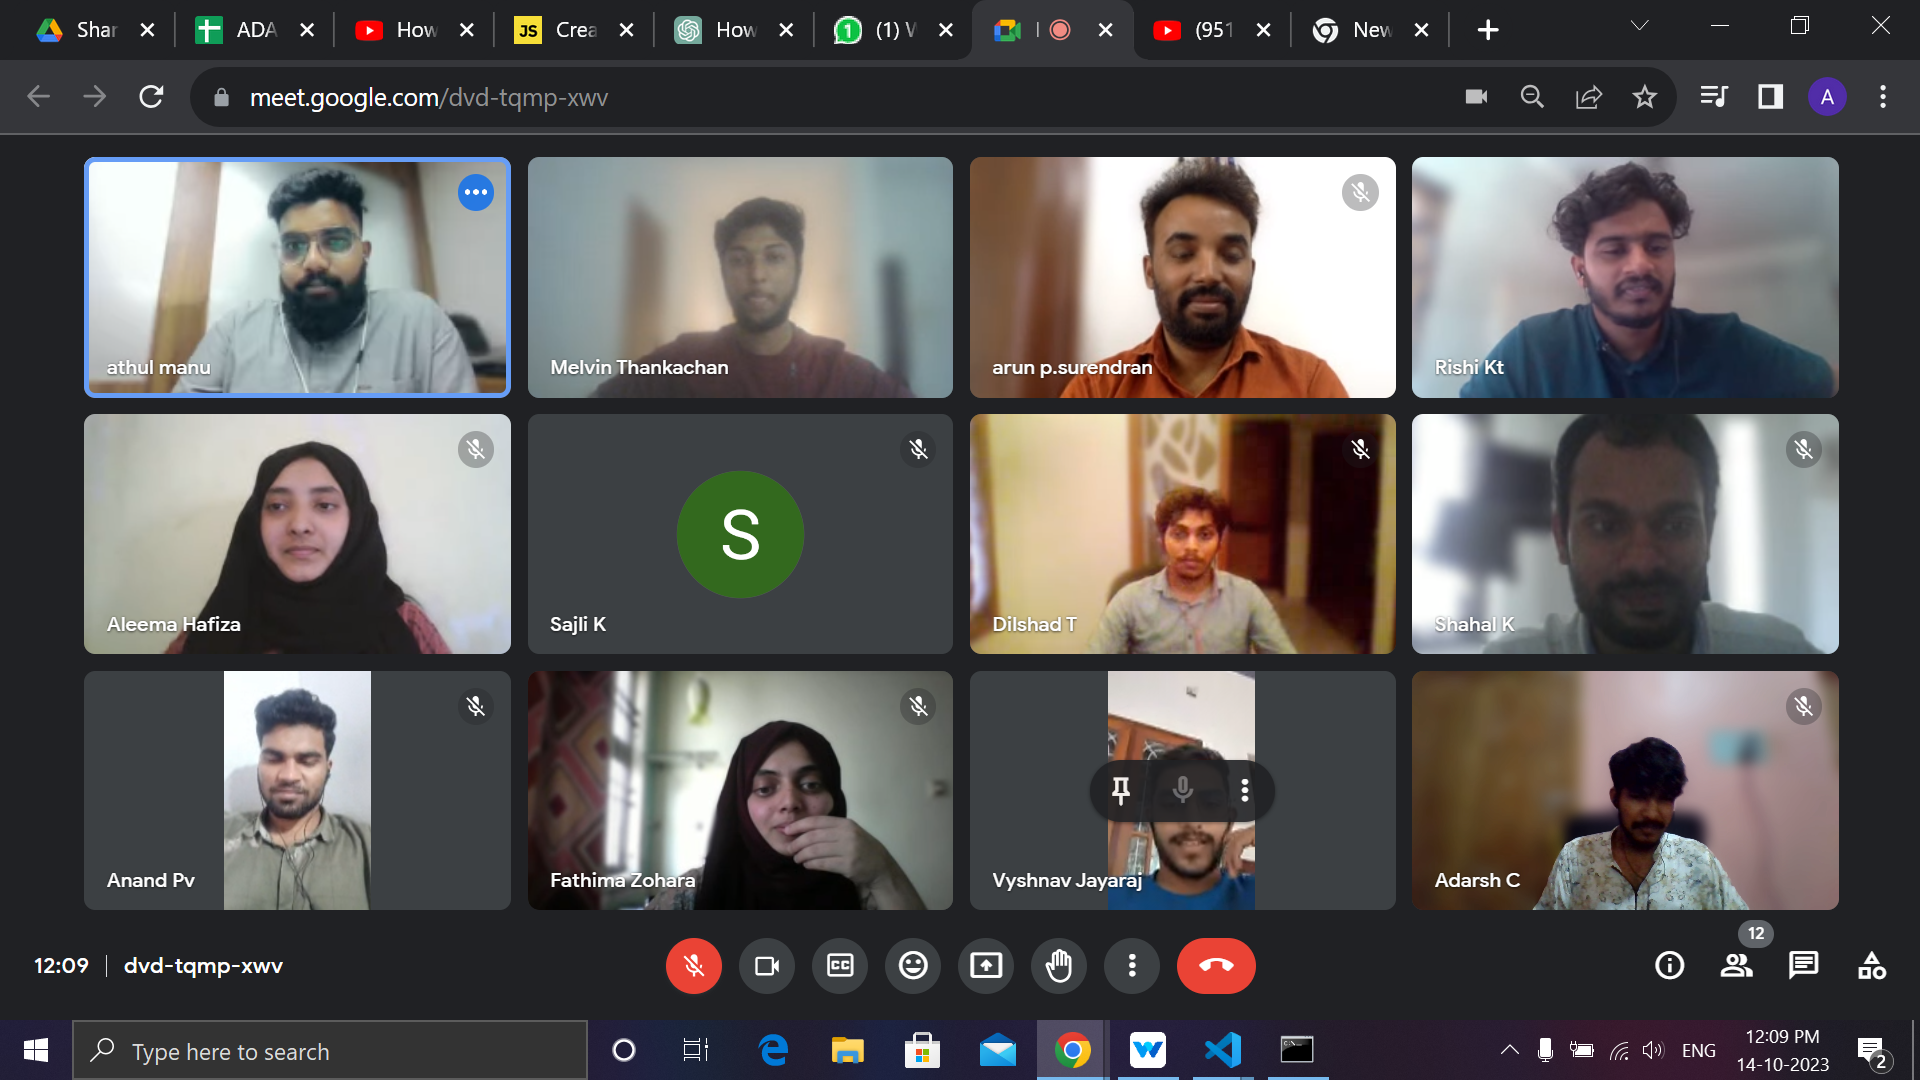 Shar
ADA
How
JS
Crea
How
1
(1) W
(951
New
meet.google.com/dvd-tqmp-xwv
A
athul manu
Melvin Thankachan
arun p.surendran
Rishi Kt
Aleema Hafiza
S
Sajli K
Dilshad T
Shahal K
Anand Pv
Fathima Zohara
Vyshnav Jayaraj
Adarsh C
12:09 | dvd-tqmp-xwv
CC
12
Type here to search
W
ENG
12:09 PM
14-10-2023
2